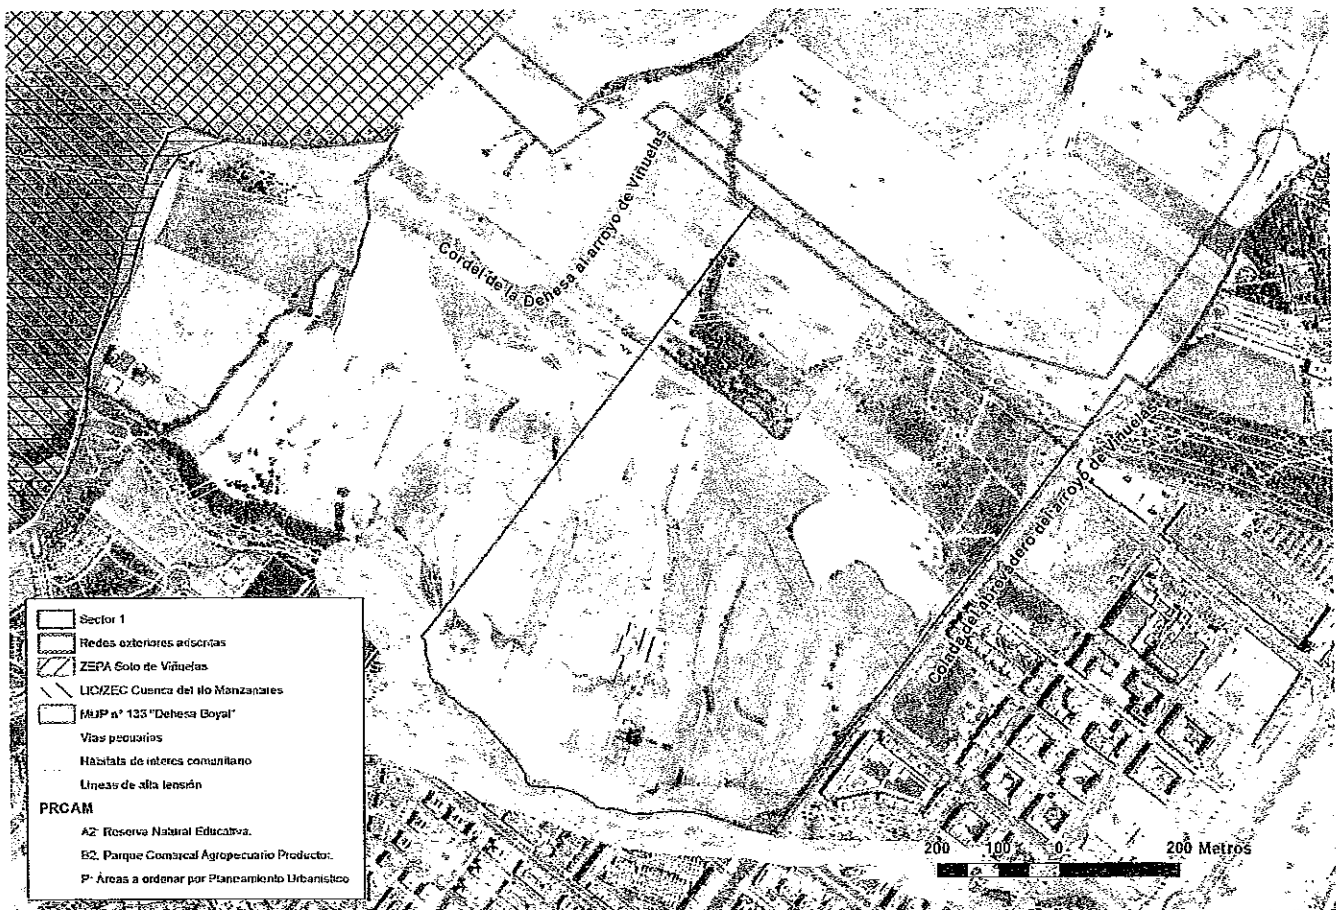 Cordel de la Dehesa al arroyo de Viñuelas
Colada del Abrevadero del arroyo de Viñuelas
Sector 1
Redes exteriores adscritas
ZEPA Soto de Viñuelas
LIC/ZEC Cuenca del río Manzanares
MUP nº 133 "Dehesa Boyal"
Vías pecuarias
Hábitats de interes comunitario
Líneas de alta tensión
PRCAM
A2: Reserva Natural Educativa.
B2. Parque Comarcal Agropecuario Productor.
P: Áreas a ordenar por Planeamiento Urbanístico
200 100 0 200 Metros